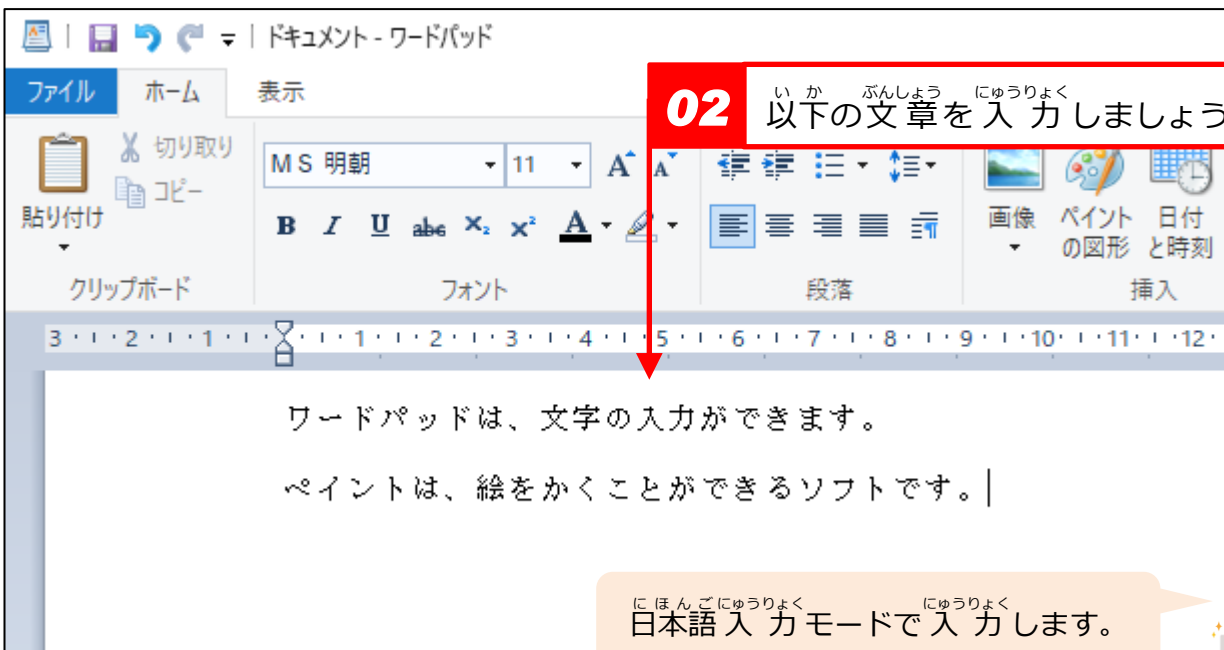 ドキュメント - ワードパッド
ファイル ホーム 表示
02 以下の文章を入力しましょう
いか ぶんしょう にゅうりょく
切り取り
コピー
貼り付け
クリップボード
ＭＳ 明朝 11
B I U abc X₂ X² A
フォント
段落
画像 ペイントの図形 日付と時刻
挿入
3 2 1 1 2 3 4 5 6 7 8 9 10 11 12
ワードパッドは、文字の入力ができます。
ペイントは、絵をかくことができるソフトです。
にほんごにゅうりょく にゅうりょく
日本語入力モードで入力します。